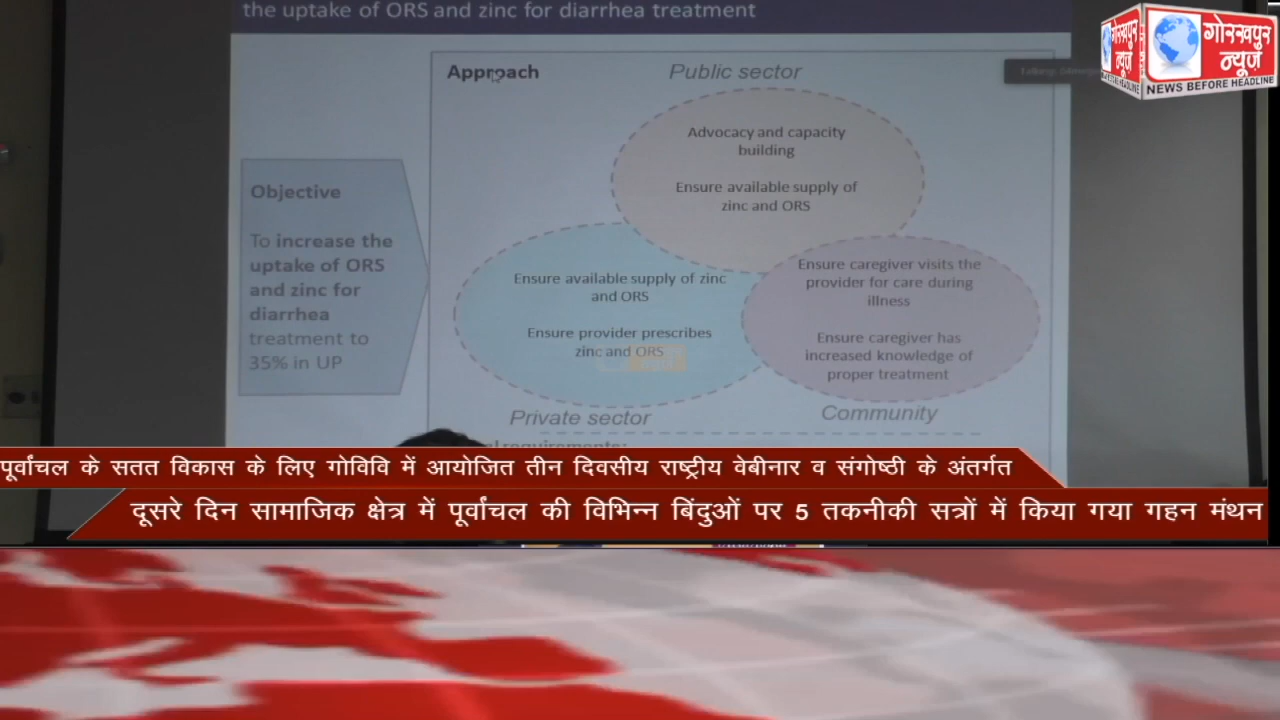 the uptake of ORS and zinc for diarrhea treatment
गोरखपुर
न्यूज़
NEWS BEFORE HEADLINE
Approach
Public sector
Advocacy and capacity
building
Ensure available supply of
zinc and ORS
Objective
To increase the
uptake of ORS
and zinc for
diarrhea
treatment to
35% in UP
Ensure available supply of zinc
and ORS
Ensure provider prescribes
zinc and ORS
Ensure caregiver visits the
provider for care during
illness
Ensure caregiver has
increased knowledge of
proper treatment
Private sector
Community
requirements:
पूर्वांचल के सतत विकास के लिए गोविवि में आयोजित तीन दिवसीय राष्ट्रीय वेबीनार व संगोष्ठी के अंतर्गत
दूसरे दिन सामाजिक क्षेत्र में पूर्वांचल की विभिन्न बिंदुओं पर 5 तकनीकी सत्रों में किया गया गहन मंथन